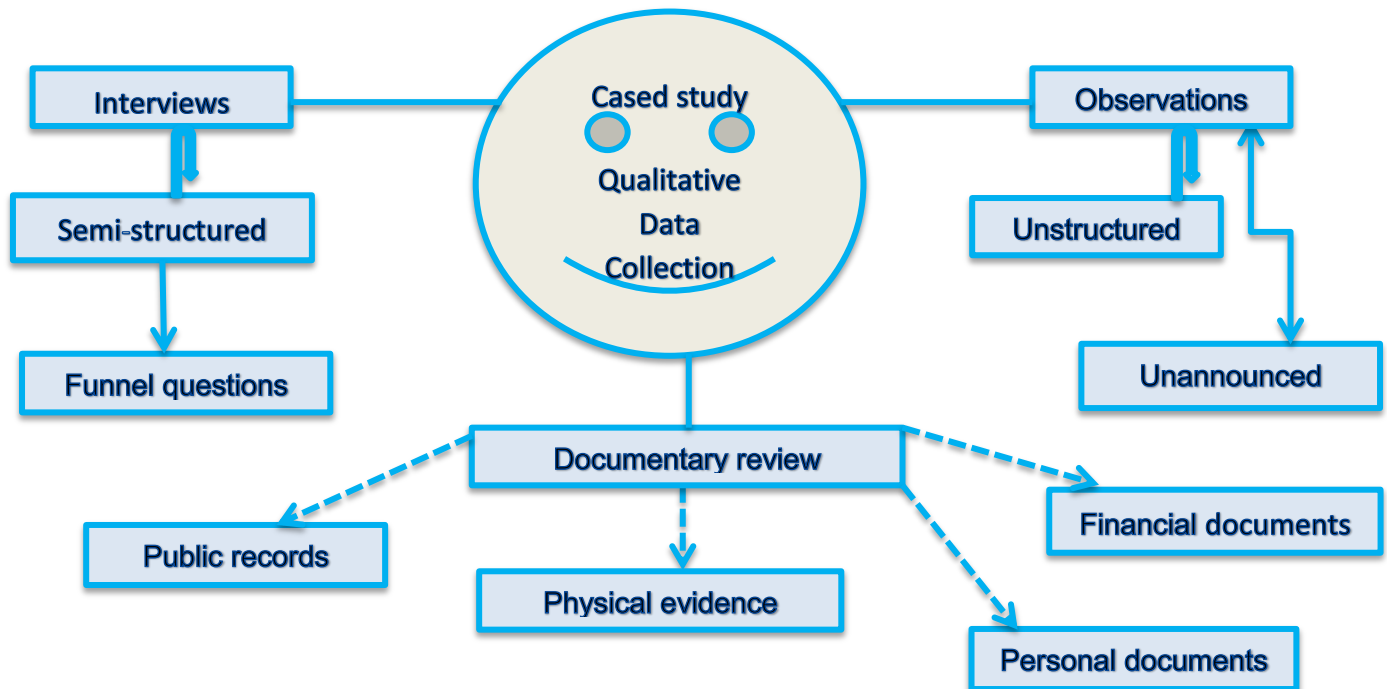 Cased study
Interviews
Observations
Qualitative
Data
Collection
Semi-structured
Unstructured
Funnel questions
Unannounced
Documentary review
Financial documents
Public records
Physical evidence
Personal documents